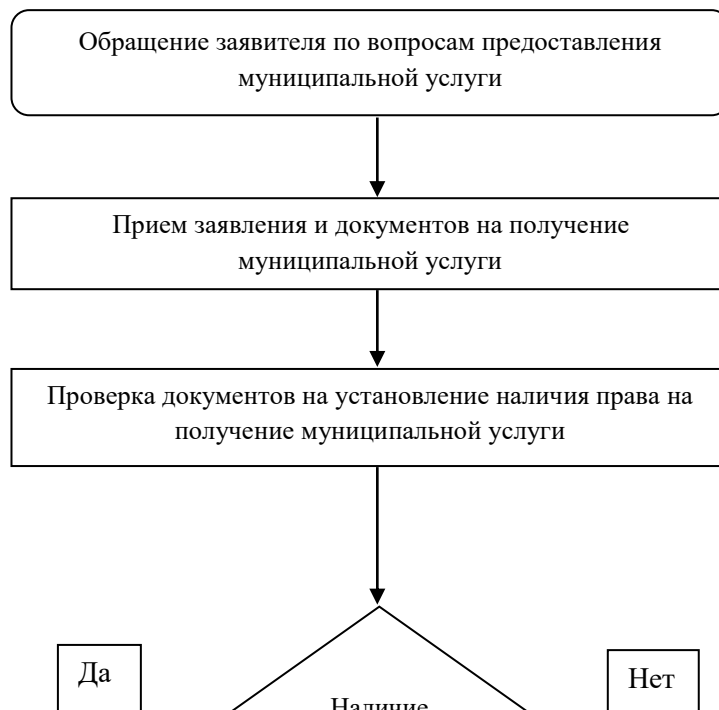 Обращение заявителя по вопросам предоставления
муниципальной услуги
Прием заявления и документов на получение
муниципальной услуги
Проверка документов на установление наличия права на
получение муниципальной услуги
Да
Нет
Наличие